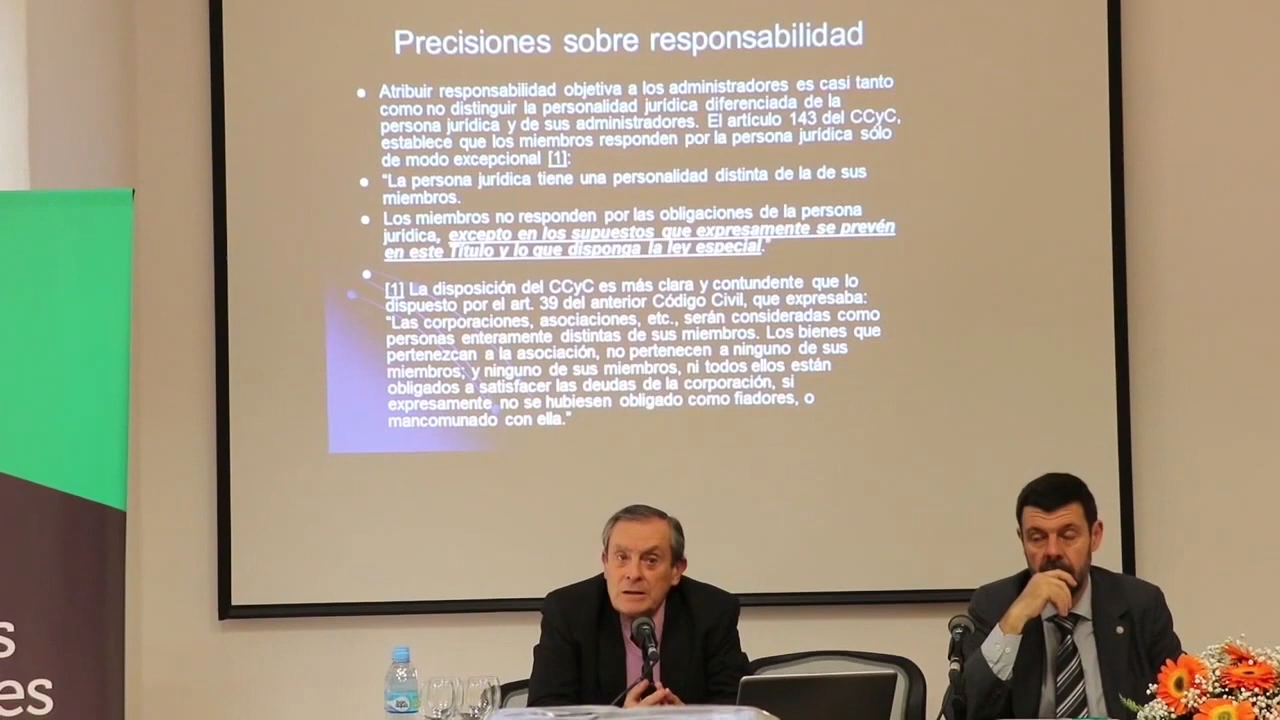 Precisiones sobre responsabilidad
• Atribuir responsabilidad objetiva a los administradores es casi tanto
como no distinguir la personalidad jurídica diferenciada de la
persona jurídica y de sus administradores. El artículo 143 del CCyC,
establece que los miembros responden por la persona jurídica sólo
de modo excepcional [1]:
• “La persona jurídica tiene una personalidad distinta de la de sus
miembros.
• Los miembros no responden por las obligaciones de la persona
jurídica, excepto en los supuestos que expresamente se prevén
en este Título y lo que disponga la ley especial.”
•
[1] La disposición del CCyC es más clara y contundente que lo
dispuesto por el art. 39 del anterior Código Civil, que expresaba:
“Las corporaciones, asociaciones, etc., serán consideradas como
personas enteramente distintas de sus miembros. Los bienes que
pertenezcan a la asociación, no pertenecen a ninguno de sus
miembros; y ninguno de sus miembros, ni todos ellos están
obligados a satisfacer las deudas de la corporación, si
expresamente no se hubiesen obligado como fiadores, o
mancomunado con ella.”
s
es